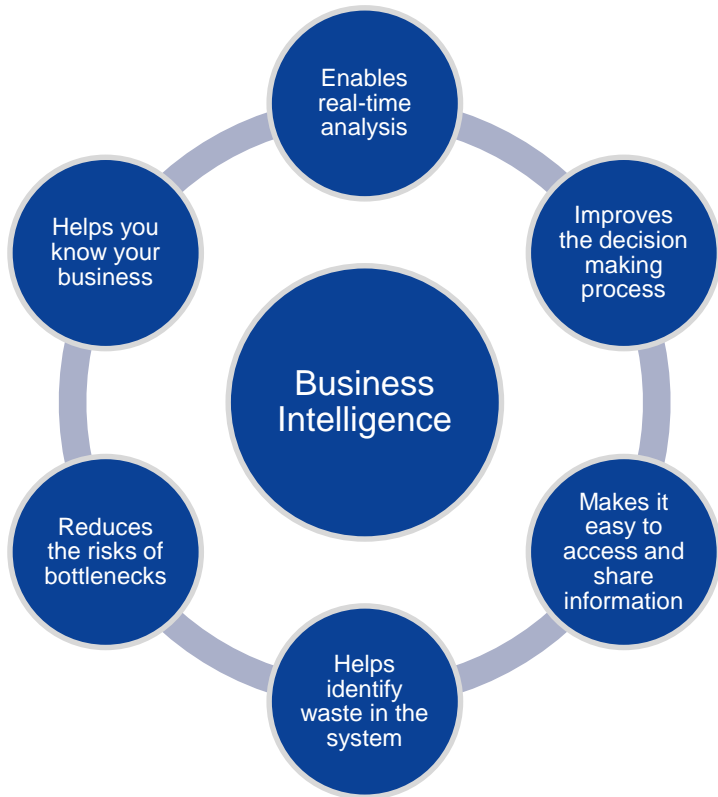 Enables
real-time
analysis
Improves
the decision
making
process
Makes it
easy to
access and
share
information
Helps
identify
waste in the
system
Reduces
the risks of
bottlenecks
Helps you
know your
business
Business
Intelligence